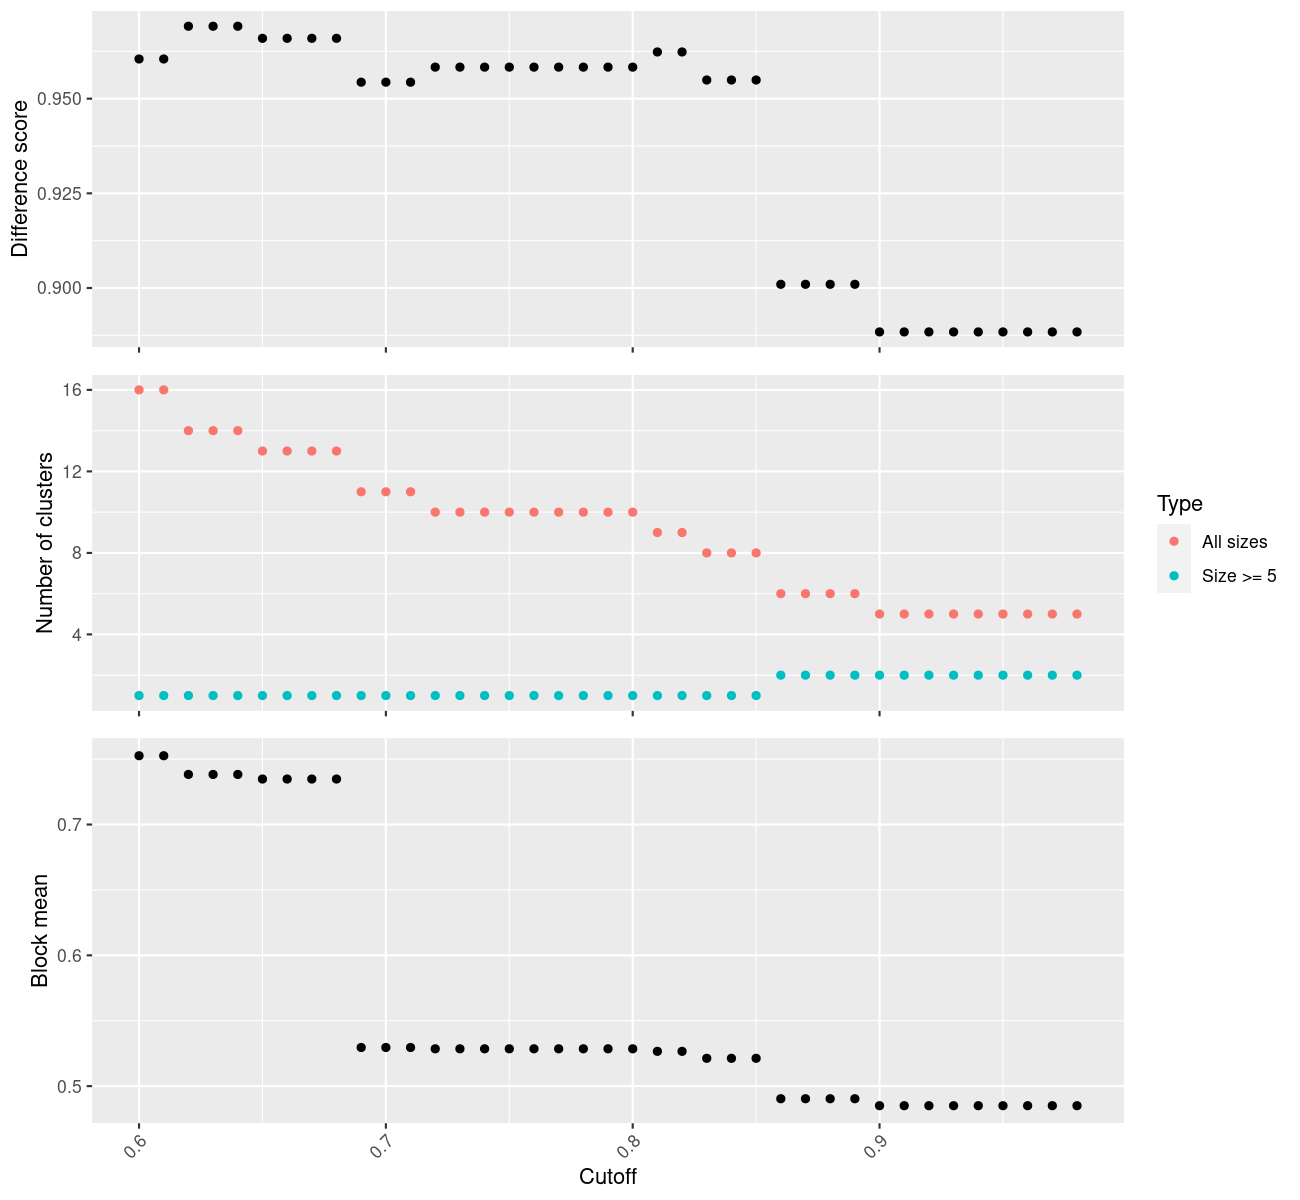 Difference score
0.950
0.925
0.900
Number of clusters
16
12
8
4
Type
All sizes
Size >= 5
Block mean
0.7
0.6
0.5
0.6
0.7
0.8
0.9
Cutoff